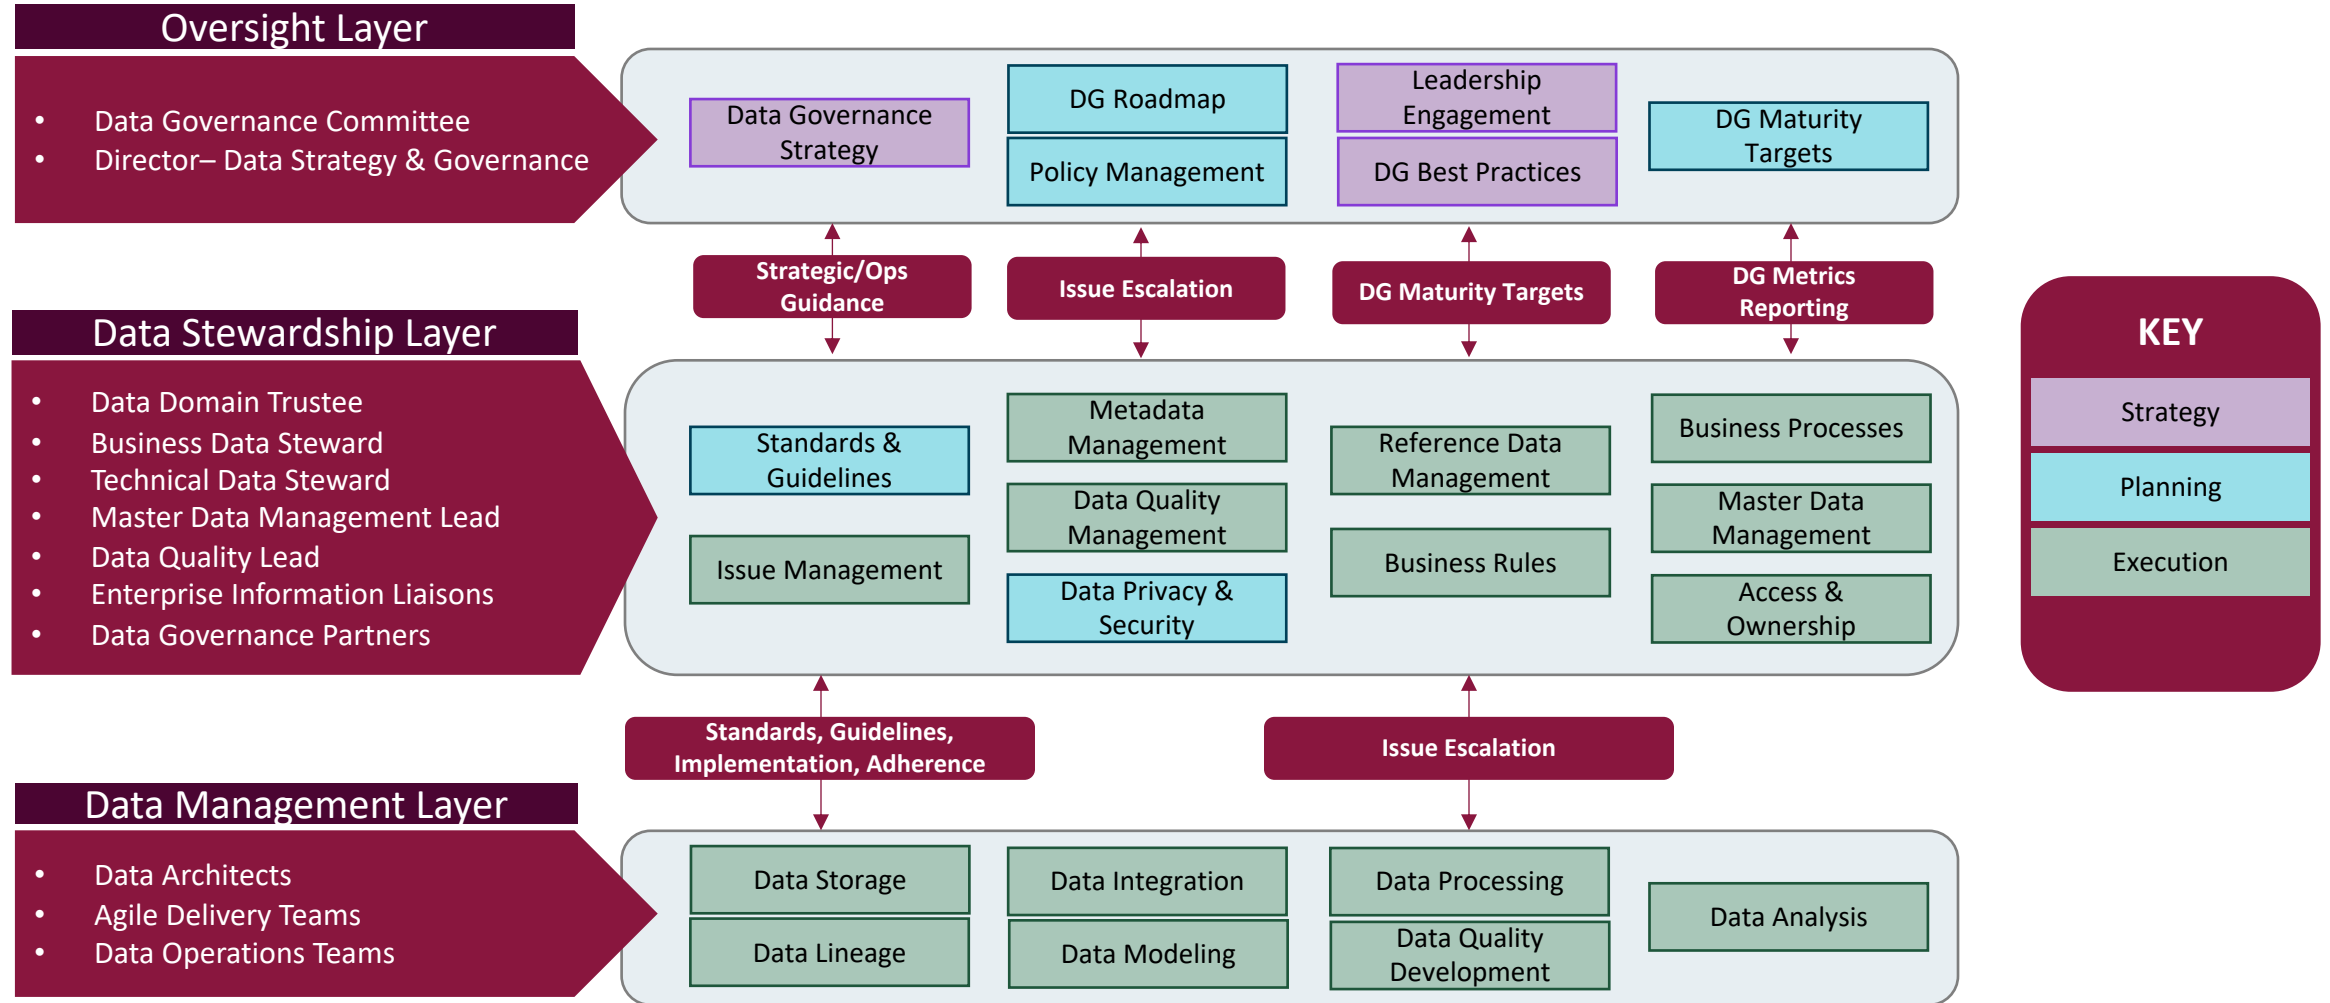 Oversight Layer
• Data Governance Committee
• Director– Data Strategy & Governance
Data Governance
Strategy
DG Roadmap
Policy Management
Leadership
Engagement
DG Best Practices
DG Maturity
Targets
Strategic/Ops
Guidance
Issue Escalation
DG Maturity Targets
DG Metrics
Reporting
Data Stewardship Layer
• Data Domain Trustee
• Business Data Steward
• Technical Data Steward
• Master Data Management Lead
• Data Quality Lead
• Enterprise Information Liaisons
• Data Governance Partners
Standards &
Guidelines
Issue Management
Metadata
Management
Data Quality
Management
Data Privacy &
Security
Reference Data
Management
Business Rules
Business Processes
Master Data
Management
Access &
Ownership
KEY
Strategy
Planning
Execution
Standards, Guidelines,
Implementation, Adherence
Issue Escalation
Data Management Layer
• Data Architects
• Agile Delivery Teams
• Data Operations Teams
Data Storage
Data Lineage
Data Integration
Data Modeling
Data Processing
Data Quality
Development
Data Analysis